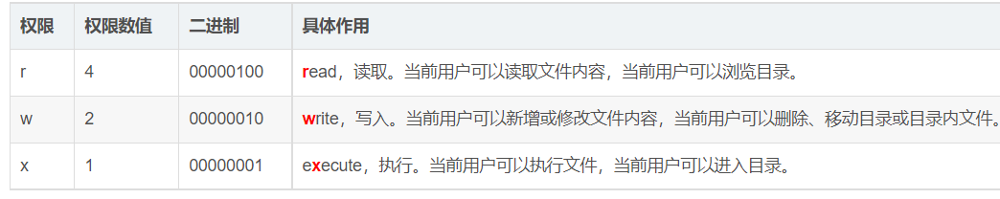 权限 权限数值 二进制 具体作用
r 4 00000100 read，读取。当前用户可以读取文件内容，当前用户可以浏览目录。
w 2 00000010 write，写入。当前用户可以新增或修改文件内容，当前用户可以删除、移动目录或目录内文件。
x 1 00000001 execute，执行。当前用户可以执行文件，当前用户可以进入目录。